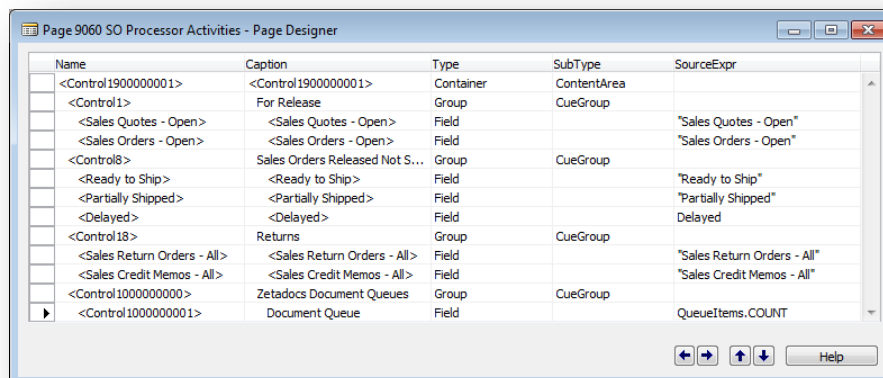 Page 9060 SO Processor Activities - Page Designer
Name Caption Type SubType SourceExpr
<Control1900000001> <Control1900000001> Container ContentArea
<Control1> For Release Group CueGroup
<Sales Quotes - Open> <Sales Quotes - Open> Field "Sales Quotes - Open"
<Sales Orders - Open> <Sales Orders - Open> Field "Sales Orders - Open"
<Control8> Sales Orders Released Not S... Group CueGroup
<Ready to Ship> <Ready to Ship> Field "Ready to Ship"
<Partially Shipped> <Partially Shipped> Field "Partially Shipped"
<Delayed> <Delayed> Field Delayed
<Control18> Returns Group CueGroup
<Sales Return Orders - All> <Sales Return Orders - All> Field "Sales Return Orders - All"
<Sales Credit Memos - All> <Sales Credit Memos - All> Field "Sales Credit Memos - All"
<Control1000000000> Zetadocs Document Queues Group CueGroup
<Control1000000001> Document Queue Field QueueItems.COUNT
Help